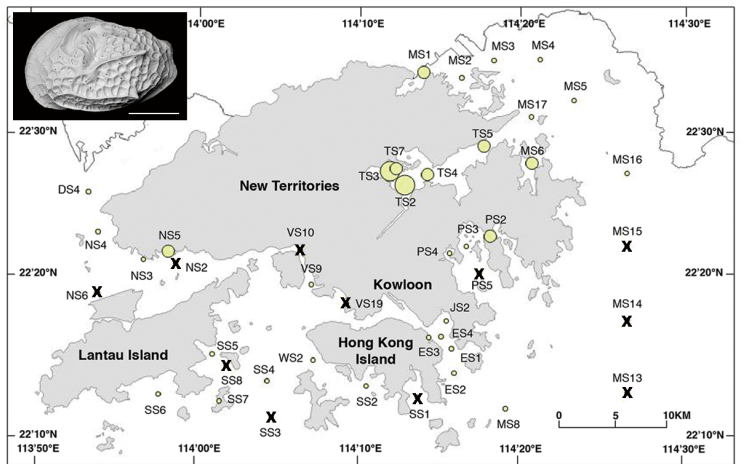 114°00'E 114°10'E 114°20'E 114°30'E
MS1
MS2
MS3
MS4
MS5
MS17
22°30'N
22°30'N
TS5
TS7
TS3
TS4
TS2
MS6
MS16
DS4
New Territories
NS4
NS5
NS3
NS2
VS10
VS9
PS3
PS2
PS4
PS5
MS15
22°20'N
22°20'N
NS6
Kowloon
VS19
MS14
JS2
Lantau Island
SS5
SS8
SS4
WS2
Hong Kong
Island
ES4
ES3
ES1
ES2
MS13
SS6
SS7
SS3
SS2
SS1
MS8
0 5 10KM
22°10'N
22°10'N
113°50'E 114°00'E 114°10'E 114°20'E 114°30'E